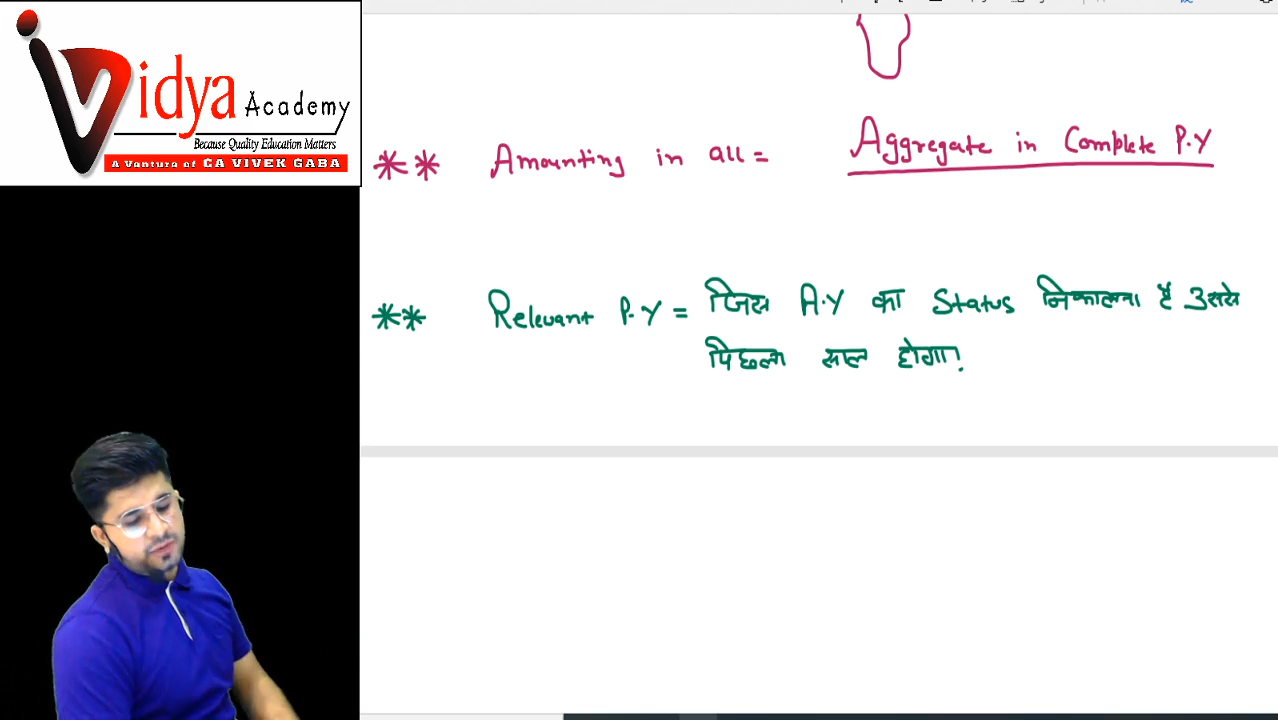 Vidya Academy
Because Quality Education Matters
A Ventura of CA VIVEK GABA
** Amounting in all = Aggregate in Complete P.Y
** Relevant P.Y = जिस A.Y का Status निकालना है उससे
पिछला साल होगा!